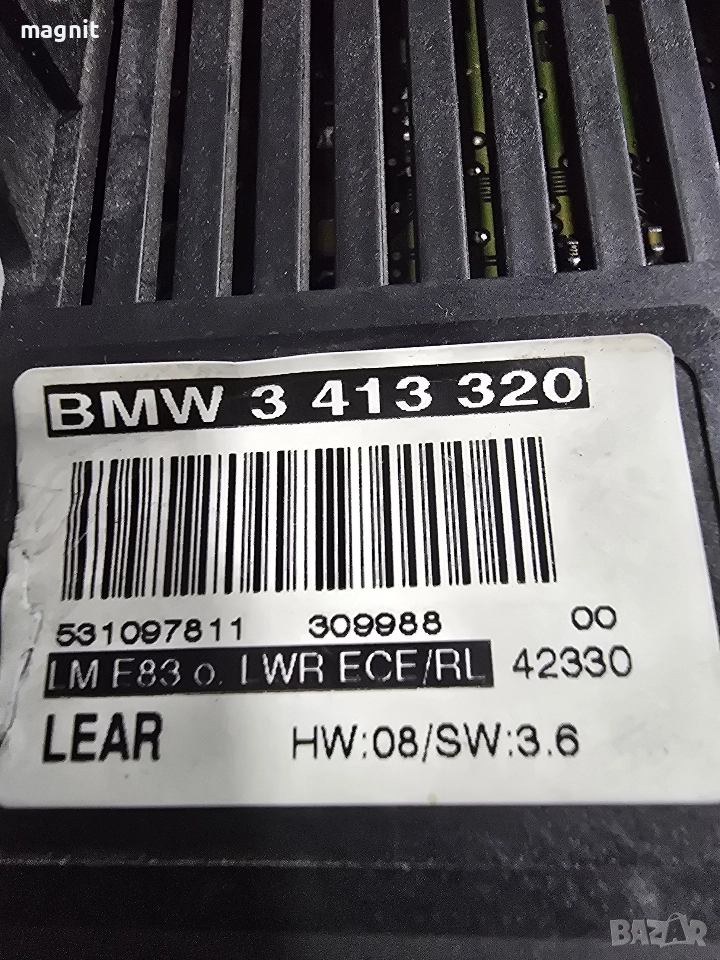 magnit
BMW 3 413 320
531097811 309988 00
LM E83 o. LWR ECE/RL 42330
LEAR HW:08/SW:3.6
BAZAR